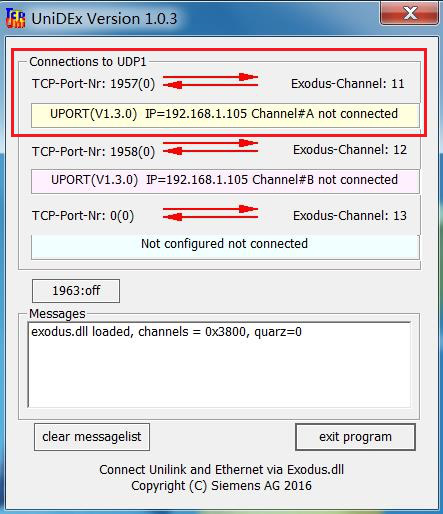 UniDEx Version 1.0.3
Connections to UDP1
TCP-Port-Nr: 1957(0) Exodus-Channel: 11
UPORT(V1.3.0) IP=192.168.1.105 Channel#A not connected
TCP-Port-Nr: 1958(0) Exodus-Channel: 12
UPORT(V1.3.0) IP=192.168.1.105 Channel#B not connected
TCP-Port-Nr: 0(0) Exodus-Channel: 13
Not configured not connected
1963:off
Messages
exodus.dll loaded, channels = 0x3800, quarz=0
clear messagelist exit program
Connect Unilink and Ethernet via Exodus.dll
Copyright (C) Siemens AG 2016